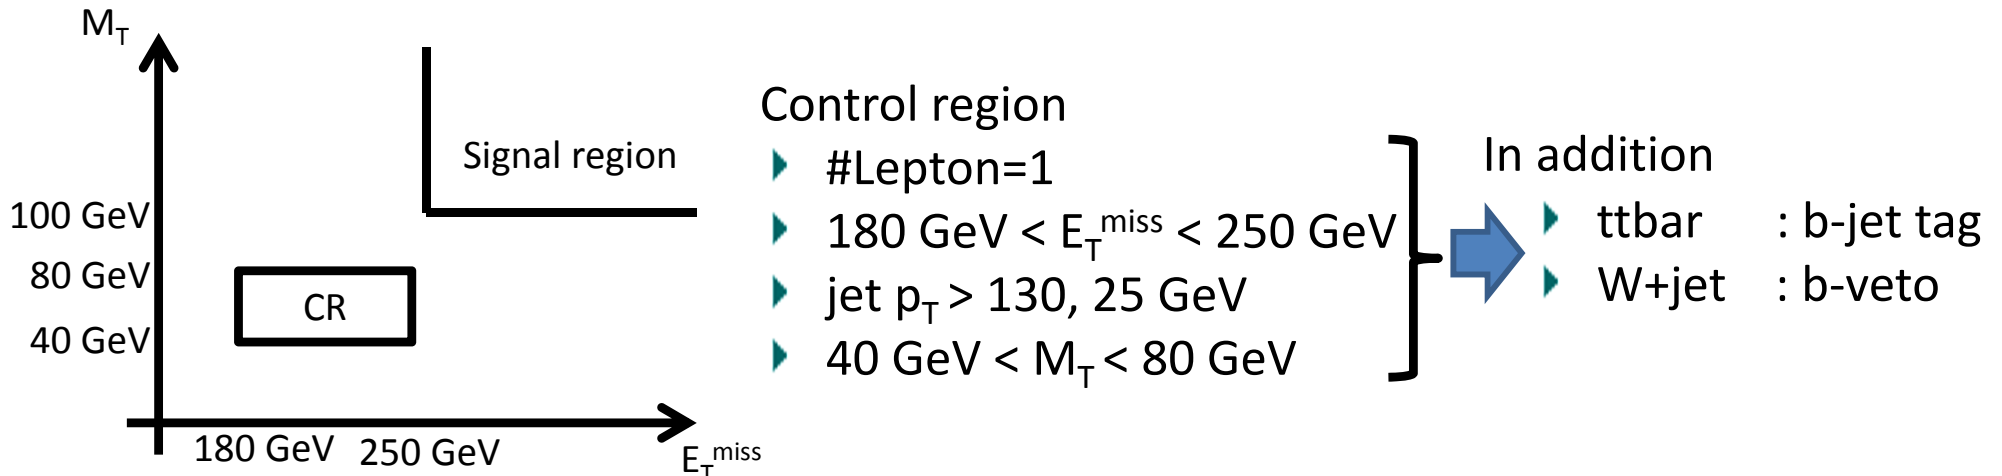 M_T
Signal region
100 GeV
80 GeV
CR
40 GeV
180 GeV 250 GeV
E_T^miss
Control region
#Lepton=1
180 GeV < E_T^miss < 250 GeV
jet p_T > 130, 25 GeV
40 GeV < M_T < 80 GeV
In addition
ttbar : b-jet tag
W+jet : b-veto